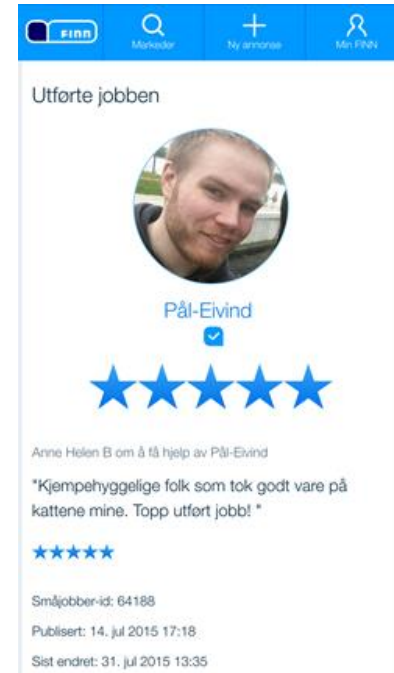 FINN
Markeder
Ny annonse
Min FINN
Utførte jobben
Pål-Eivind
Anne Helen B om å få hjelp av Pål-Eivind
"Kjempehyggelige folk som tok godt vare på
kattene mine. Topp utført jobb! "
Småjobber-id: 64188
Publisert: 14. jul 2015 17:18
Sist endret: 31. jul 2015 13:35